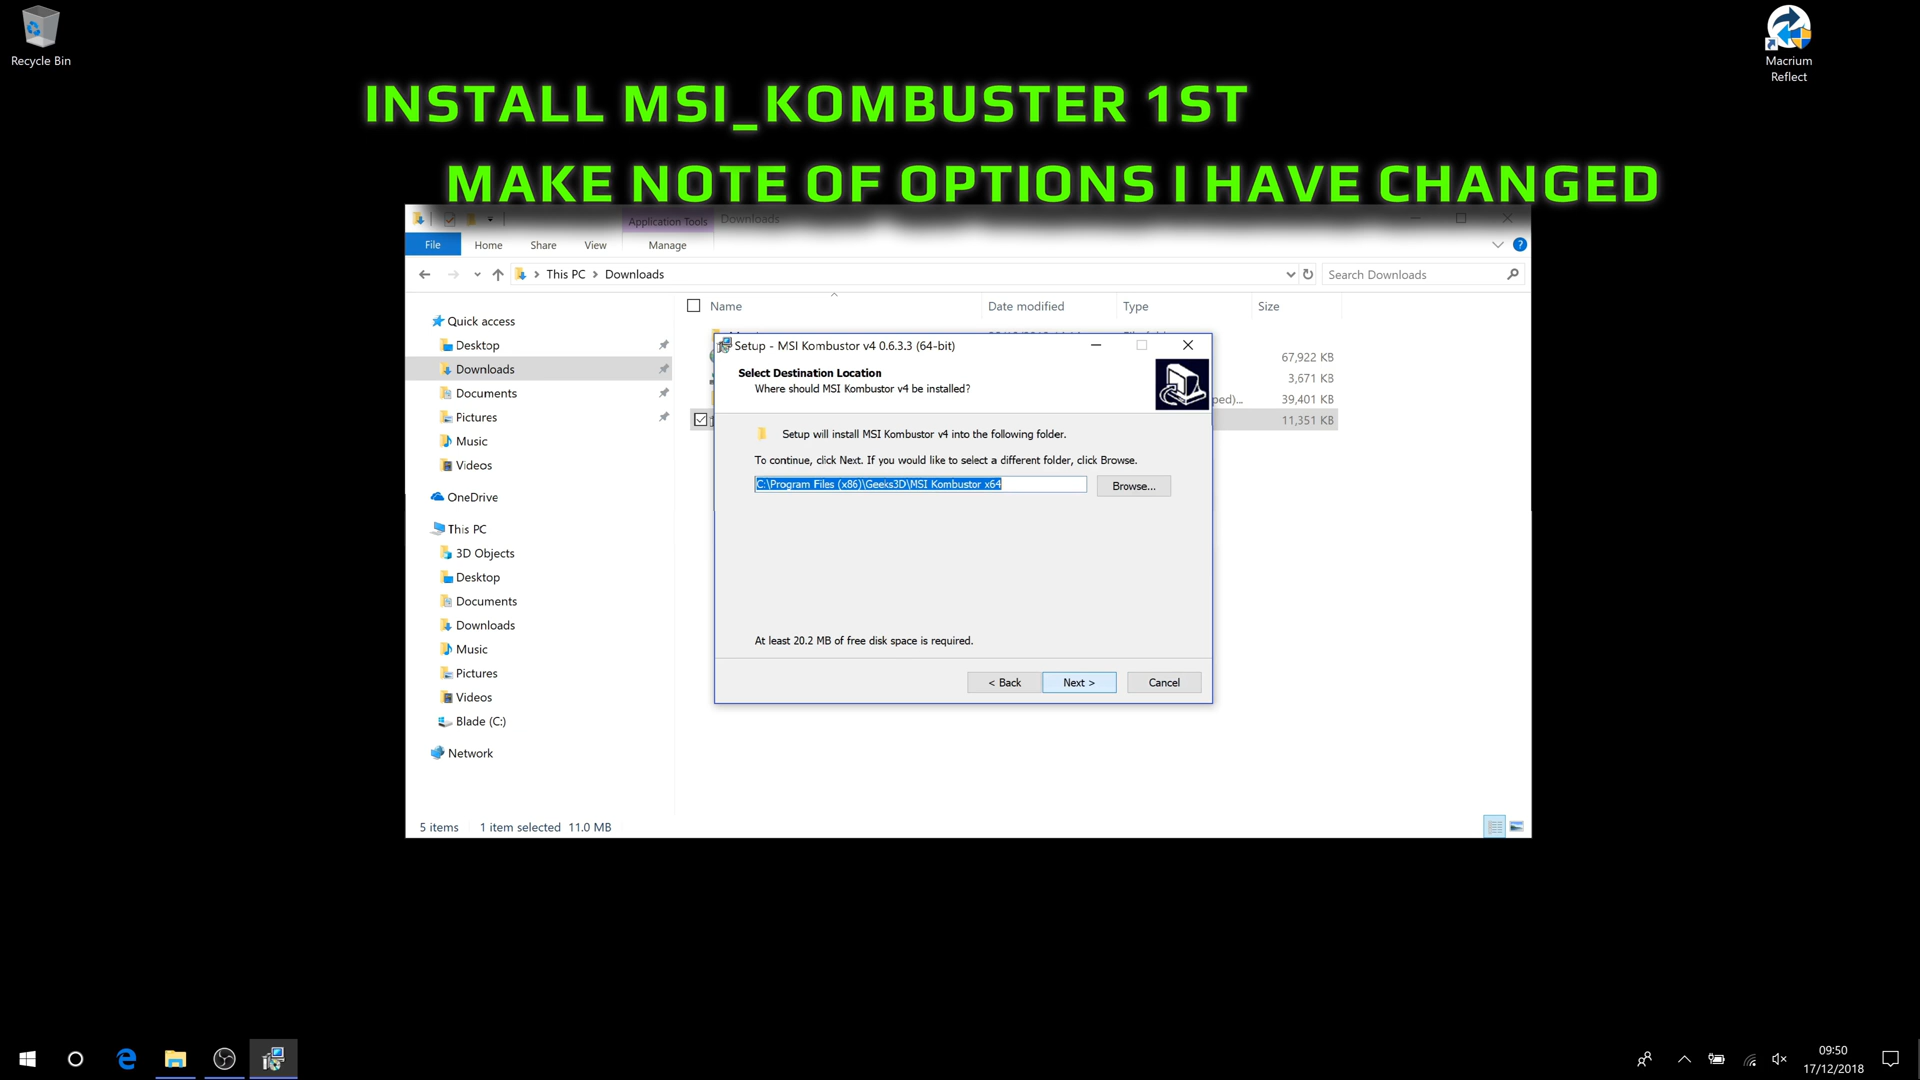 Recycle Bin
Macrium
Reflect
INSTALL MSI_KOMBUSTER 1ST
MAKE NOTE OF OPTIONS I HAVE CHANGED
Application Tools
Downloads
File
Home
Share
View
Manage
This PC > Downloads
Search Downloads
Name
Date modified
Type
Size
Quick access
Desktop
Downloads
Documents
Pictures
Music
Videos
OneDrive
This PC
3D Objects
Desktop
Documents
Downloads
Music
Pictures
Videos
Blade (C:)
Network
67,922 KB
3,671 KB
ped)...
39,401 KB
11,351 KB
Setup - MSI Kombustor v4 0.6.3.3 (64-bit)
Select Destination Location
Where should MSI Kombustor v4 be installed?
Setup will install MSI Kombustor v4 into the following folder.
To continue, click Next. If you would like to select a different folder, click Browse.
C:\Program Files (x86)\Geeks3D\MSI Kombustor x64
Browse...
At least 20.2 MB of free disk space is required.
< Back
Next >
Cancel
5 items
1 item selected 11.0 MB
09:50
17/12/2018